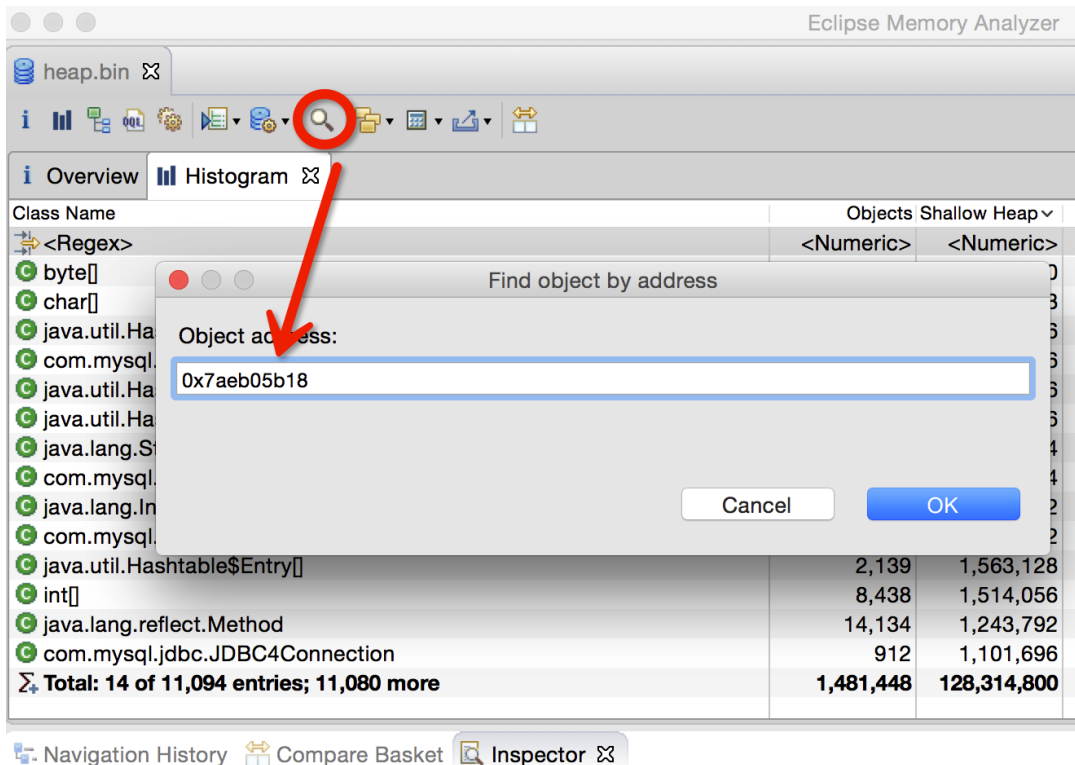 Eclipse Memory Analyzer
heap.bin
Overview Histogram
Class Name Objects Shallow Heap
<Regex> <Numeric> <Numeric>
byte[]
char[]
java.util.Ha
com.mysql.
java.util.Ha
java.util.Ha
java.lang.St
com.mysql.
java.lang.In
com.mysql.
Find object by address
Object address:
0x7aeb05b18
Cancel OK
java.util.Hashtable$Entry[] 2,139 1,563,128
int[] 8,438 1,514,056
java.lang.reflect.Method 14,134 1,243,792
com.mysql.jdbc.JDBC4Connection 912 1,101,696
Total: 14 of 11,094 entries; 11,080 more 1,481,448 128,314,800
Navigation History Compare Basket Inspector